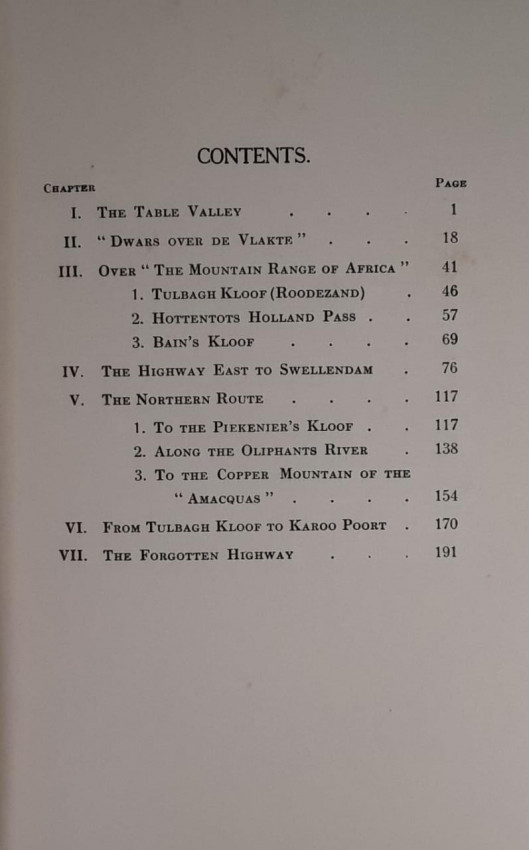 CONTENTS.
CHAPTER PAGE
I. THE TABLE VALLEY . . . . 1
II. " DWARS OVER DE VLAKTE " . . . 18
III. OVER " THE MOUNTAIN RANGE OF AFRICA " 41
1. TULBAGH KLOOF (ROODEZAND) . 46
2. HOTTENTOTS HOLLAND PASS . . 57
3. BAIN'S KLOOF . . . . 69
IV. THE HIGHWAY EAST TO SWELLENDAM . 76
V. THE NORTHERN ROUTE . . . . 117
1. TO THE PIEKENIER'S KLOOF . . 117
2. ALONG THE OLIPHANTS RIVER . 138
3. TO THE COPPER MOUNTAIN OF THE
" AMACQUAS " . . . . 154
VI. FROM TULBAGH KLOOF TO KAROO POORT . 170
VII. THE FORGOTTEN HIGHWAY . . . 191